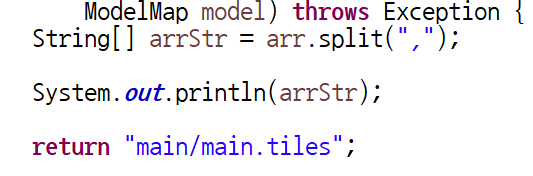 ModelMap model) throws Exception {
String[] arrStr = arr.split(",");
System.out.println(arrStr);
return "main/main.tiles";